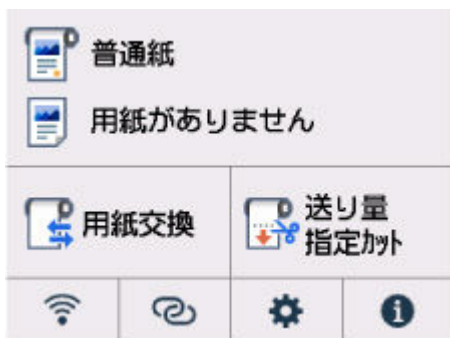 普通紙
用紙がありません
用紙交換
送り量
指定ｶｯﾄ